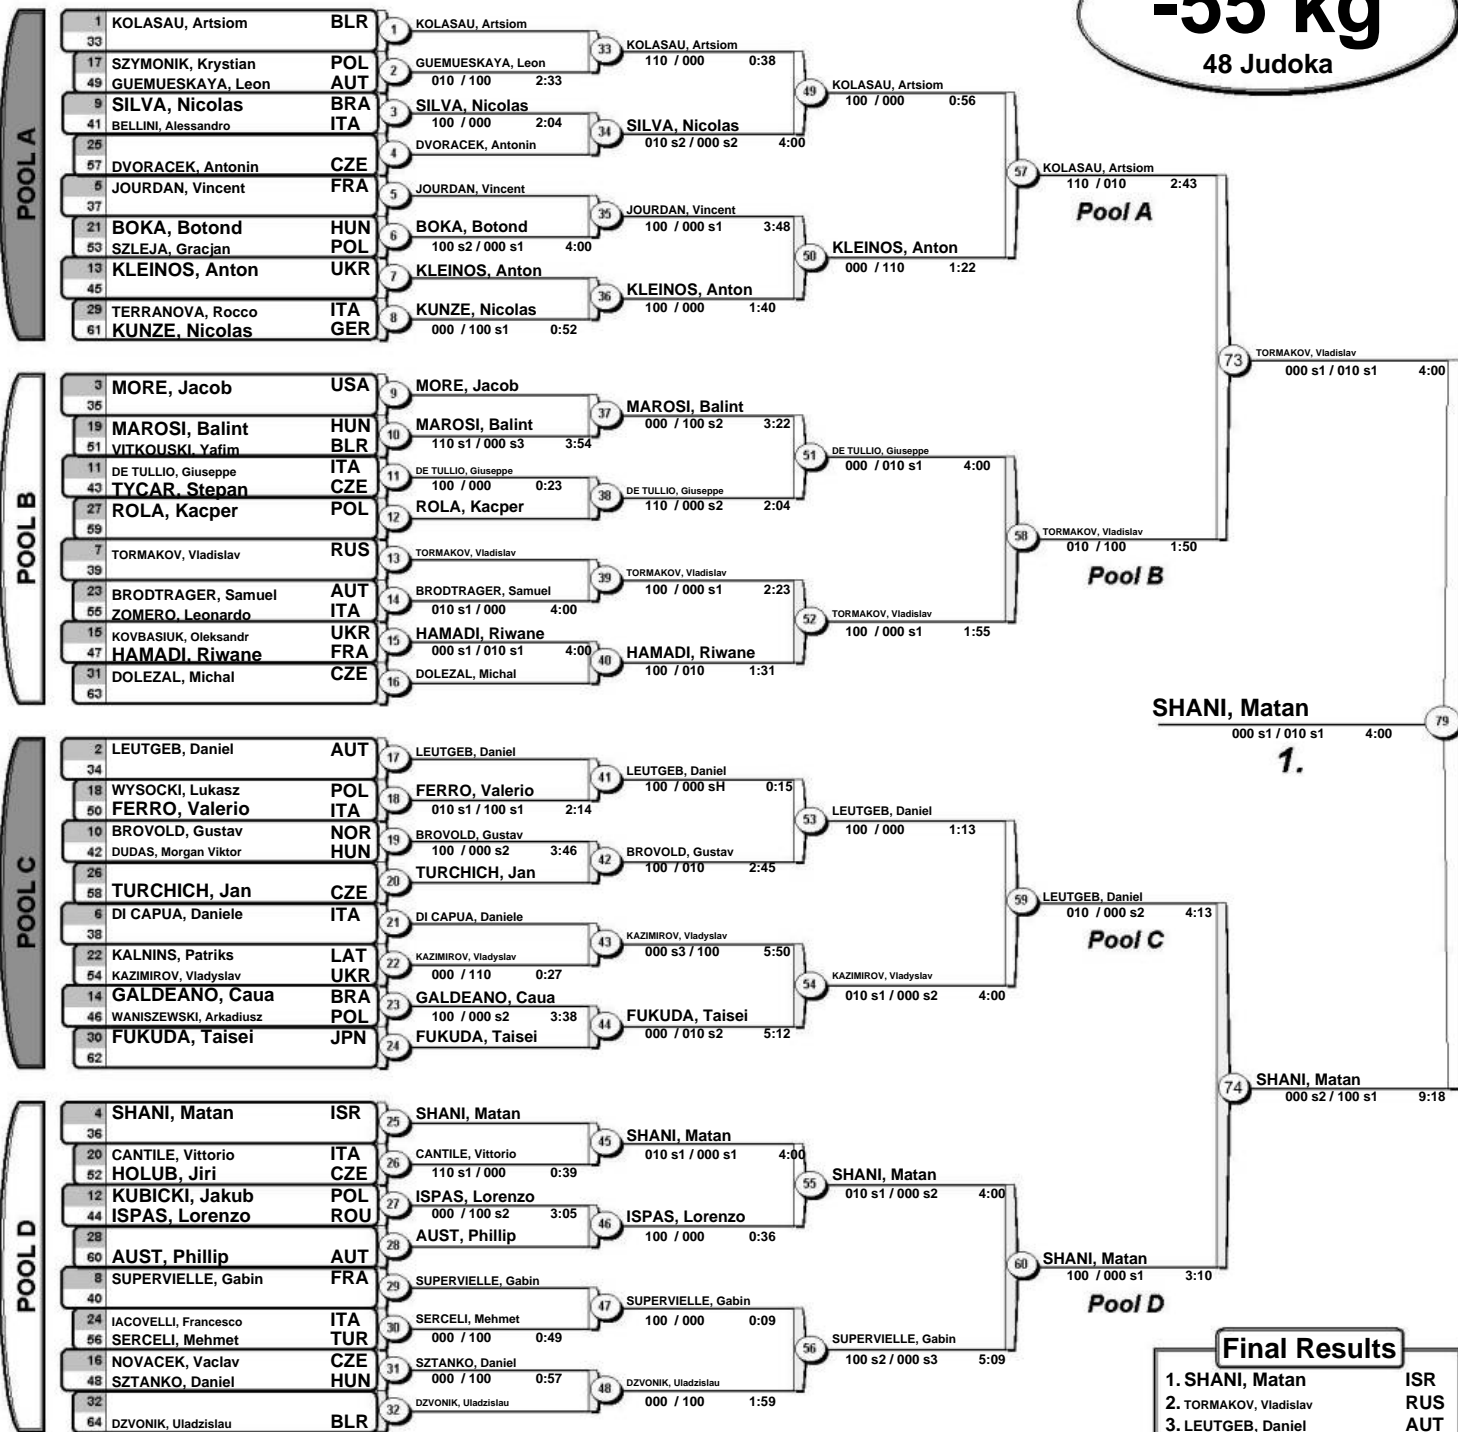 -55 kg
48 Judoka
POOL A
1 KOLASAU, Artsiom BLR
33
17 SZYMONIK, Krystian POL
49 GUEMUESKAYA, Leon AUT
9 SILVA, Nicolas BRA
41 BELLINI, Alessandro ITA
25
57 DVORACEK, Antonin CZE
5 JOURDAN, Vincent FRA
37
21 BOKA, Botond HUN
53 SZLEJA, Gracjan POL
13 KLEINOS, Anton UKR
45
29 TERRANOVA, Rocco ITA
61 KUNZE, Nicolas GER
1 KOLASAU, Artsiom
2 GUEMUESKAYA, Leon
010 / 100 2:33
3 SILVA, Nicolas
100 / 000 2:04
4 DVORACEK, Antonin
5 JOURDAN, Vincent
6 BOKA, Botond
100 s2 / 000 s1 4:00
7 KLEINOS, Anton
8 KUNZE, Nicolas
000 / 100 s1 0:52
33 KOLASAU, Artsiom
110 / 000 0:38
34 SILVA, Nicolas
010 s2 / 000 s2 4:00
35 JOURDAN, Vincent
100 / 000 s1 3:48
36 KLEINOS, Anton
100 / 000 1:40
49 KOLASAU, Artsiom
100 / 000 0:56
50 KLEINOS, Anton
000 / 110 1:22
57 KOLASAU, Artsiom
110 / 010 2:43
Pool A
POOL B
3 MORE, Jacob USA
35
19 MAROSI, Balint HUN
51 VITKOUSKI, Yafim BLR
11 DE TULLIO, Giuseppe ITA
43 TYCAR, Stepan CZE
27 ROLA, Kacper POL
59
7 TORMAKOV, Vladislav RUS
39
23 BRODTRAGER, Samuel AUT
55 ZOMERO, Leonardo ITA
15 KOVBASIUK, Oleksandr UKR
47 HAMADI, Riwane FRA
31 DOLEZAL, Michal CZE
63
9 MORE, Jacob
10 MAROSI, Balint
110 s1 / 000 s3 3:54
11 DE TULLIO, Giuseppe
100 / 000 0:23
12 ROLA, Kacper
13 TORMAKOV, Vladislav
14 BRODTRAGER, Samuel
010 s1 / 000 4:00
15 HAMADI, Riwane
000 s1 / 010 s1 4:00
16 DOLEZAL, Michal
37 MAROSI, Balint
000 / 100 s2 3:22
38 DE TULLIO, Giuseppe
110 / 000 s2 2:04
39 TORMAKOV, Vladislav
100 / 000 s1 2:23
40 HAMADI, Riwane
100 / 010 1:31
51 DE TULLIO, Giuseppe
000 / 010 s1 4:00
52 TORMAKOV, Vladislav
100 / 000 s1 1:55
58 TORMAKOV, Vladislav
010 / 100 1:50
Pool B
73 TORMAKOV, Vladislav
000 s1 / 010 s1 4:00
SHANI, Matan 79
000 s1 / 010 s1 4:00
1.
POOL C
2 LEUTGEB, Daniel AUT
34
18 WYSOCKI, Lukasz POL
50 FERRO, Valerio ITA
10 BROVOLD, Gustav NOR
42 DUDAS, Morgan Viktor HUN
26
58 TURCHICH, Jan CZE
6 DI CAPUA, Daniele ITA
38
22 KALNINS, Patriks LAT
54 KAZIMIROV, Vladyslav UKR
14 GALDEANO, Caua BRA
46 WANISZEWSKI, Arkadiusz POL
30 FUKUDA, Taisei JPN
62
17 LEUTGEB, Daniel
18 FERRO, Valerio
010 s1 / 100 s1 2:14
19 BROVOLD, Gustav
100 / 000 s2 3:46
20 TURCHICH, Jan
21 DI CAPUA, Daniele
22 KAZIMIROV, Vladyslav
000 / 110 0:27
23 GALDEANO, Caua
100 / 000 s2 3:38
24 FUKUDA, Taisei
41 LEUTGEB, Daniel
100 / 000 sH 0:15
42 BROVOLD, Gustav
100 / 010 2:45
43 KAZIMIROV, Vladyslav
000 s3 / 100 5:50
44 FUKUDA, Taisei
000 / 010 s2 5:12
53 LEUTGEB, Daniel
100 / 000 1:13
54 KAZIMIROV, Vladyslav
010 s1 / 000 s2 4:00
59 LEUTGEB, Daniel
010 / 000 s2 4:13
Pool C
74 SHANI, Matan
000 s2 / 100 s1 9:18
POOL D
4 SHANI, Matan ISR
36
20 CANTILE, Vittorio ITA
52 HOLUB, Jiri CZE
12 KUBICKI, Jakub POL
44 ISPAS, Lorenzo ROU
28
60 AUST, Phillip AUT
8 SUPERVIELLE, Gabin FRA
40
24 IACOVELLI, Francesco ITA
56 SERCELI, Mehmet TUR
16 NOVACEK, Vaclav CZE
48 SZTANKO, Daniel HUN
32
64 DZVONIK, Uladzislau BLR
25 SHANI, Matan
26 CANTILE, Vittorio
110 s1 / 000 0:39
27 ISPAS, Lorenzo
000 / 100 s2 3:05
28 AUST, Phillip
29 SUPERVIELLE, Gabin
30 SERCELI, Mehmet
000 / 100 0:49
31 SZTANKO, Daniel
000 / 100 0:57
32 DZVONIK, Uladzislau
45 SHANI, Matan
010 s1 / 000 s1 4:00
46 ISPAS, Lorenzo
100 / 000 0:36
47 SUPERVIELLE, Gabin
100 / 000 0:09
48 DZVONIK, Uladzislau
000 / 100 1:59
55 SHANI, Matan
010 s1 / 000 s2 4:00
56 SUPERVIELLE, Gabin
100 s2 / 000 s3 5:09
60 SHANI, Matan
100 / 000 s1 3:10
Pool D
Final Results
1. SHANI, Matan ISR
2. TORMAKOV, Vladislav RUS
3. LEUTGEB, Daniel AUT